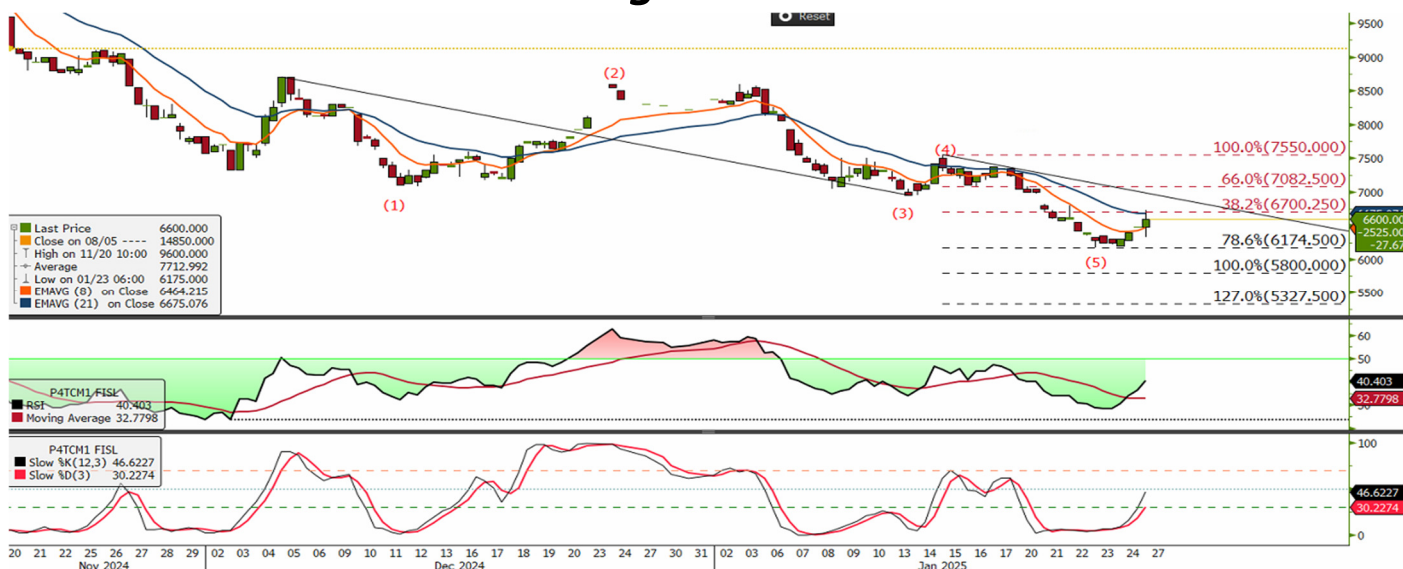 Reset
9500
9000
8500
8000
7500
7000
6600.00
-2525.00
-27.67
6000
5500
(1)
(2)
(3)
(4)
(5)
100.0%(7550.000)
66.0%(7082.500)
38.2%(6700.250)
78.6%(6174.500)
100.0%(5800.000)
127.0%(5327.500)
Last Price 6600.000
Close on 08/05 ---- 14850.000
High on 11/20 10:00 9600.000
Average 7712.992
Low on 01/23 06:00 6175.000
EMAVG (8) on Close 6464.215
EMAVG (21) on Close 6675.076
60
50
40.403
32.7798
P4TCM1 FISL
RSI 40.403
Moving Average 32.7798
P4TCM1 FISL
Slow %K(12,3) 46.6227
Slow %D(3) 30.2274
100
46.6227
30.2274
0
20 21 22 25 26 27 28 29 02 03 04 05 06 09 10 11 12 13 16 17 18 19 20 23 24 27 30 31 02 03 06 07 08 09 10 13 14 15 16 17 20 21 22 23 24 27
Nov 2024 Dec 2024 Jan 2025